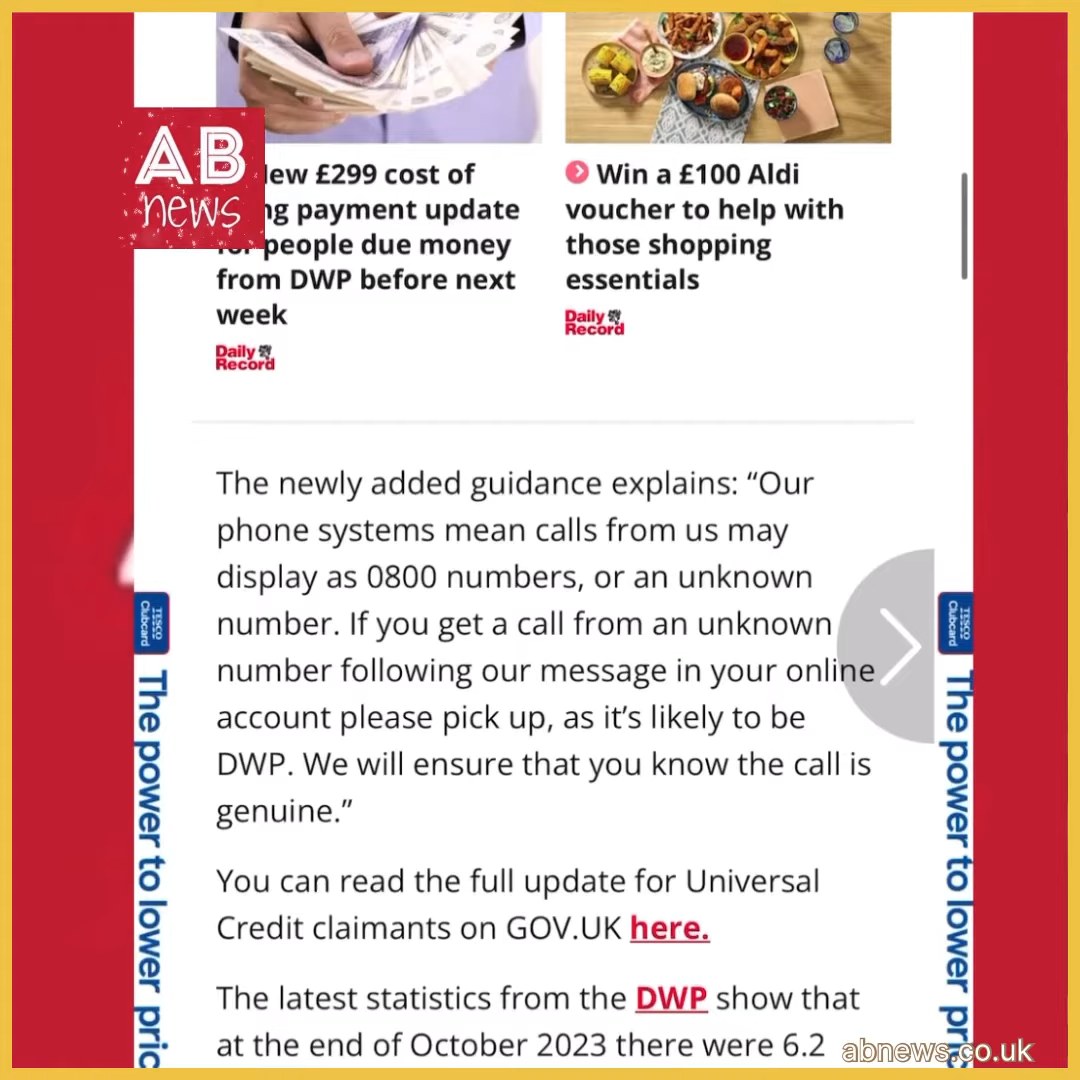 AB
news
ew £299 cost of
g payment update
people due money
from DWP before next
week
Daily
Record
Win a £100 Aldi
voucher to help with
those shopping
essentials
Daily
Record
The newly added guidance explains: “Our
phone systems mean calls from us may
display as 0800 numbers, or an unknown
number. If you get a call from an unknown
number following our message in your online
account please pick up, as it’s likely to be
DWP. We will ensure that you know the call is
genuine.”
You can read the full update for Universal
Credit claimants on GOV.UK here.
The latest statistics from the DWP show that
at the end of October 2023 there were 6.2
TESCO
Clubcard
The power to lower pric
TESCO
Clubcard
The power to lower pric
abnews.co.uk